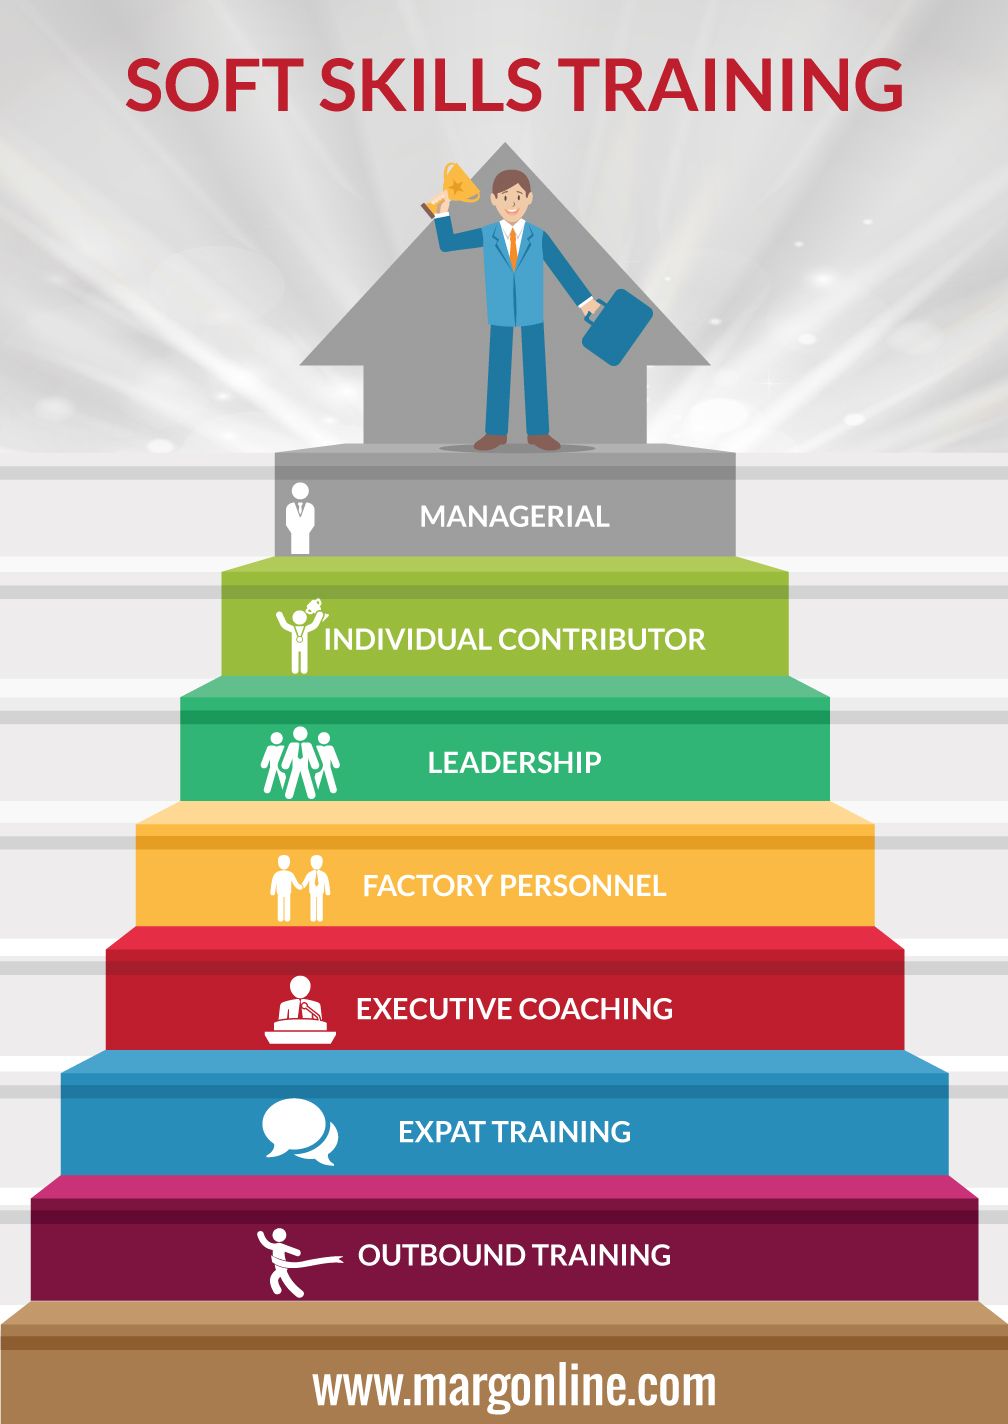 SOFT SKILLS TRAINING
MANAGERIAL
INDIVIDUAL CONTRIBUTOR
LEADERSHIP
FACTORY PERSONNEL
EXECUTIVE COACHING
EXPAT TRAINING
OUTBOUND TRAINING
www.margonline.com